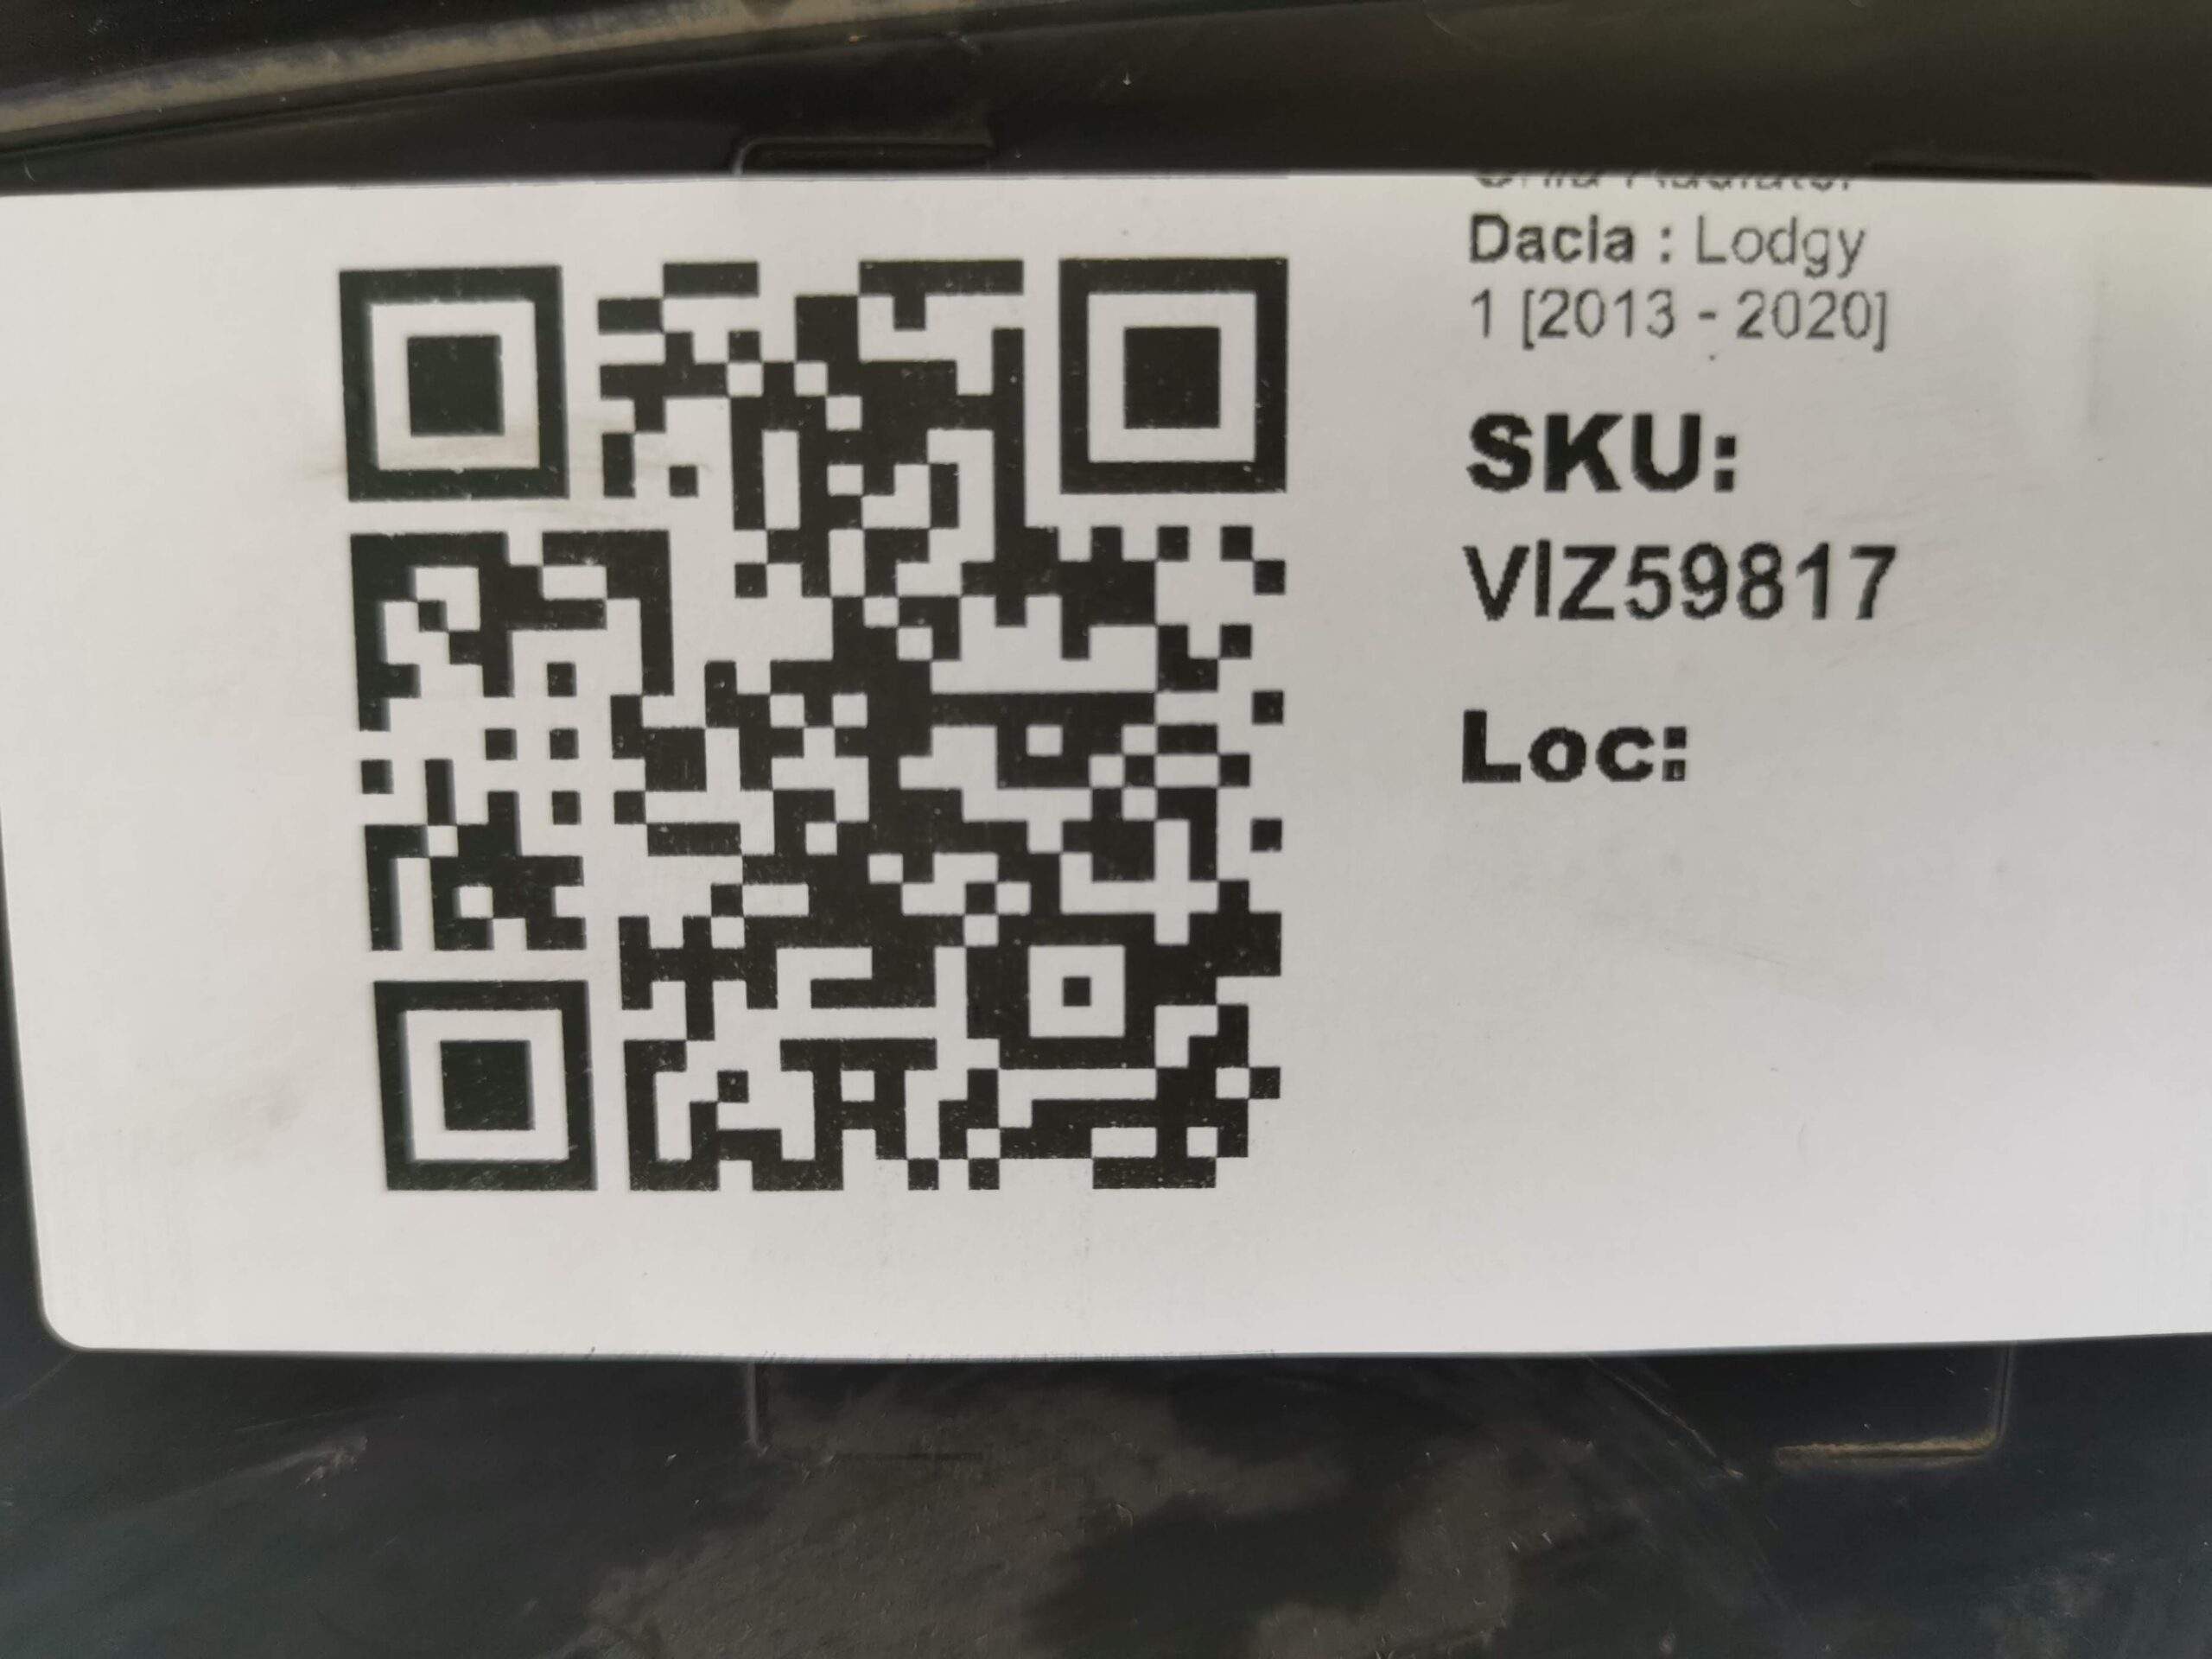 Dacia : Lodgy
1 [2013 - 2020]
SKU:
VIZ59817
Loc: